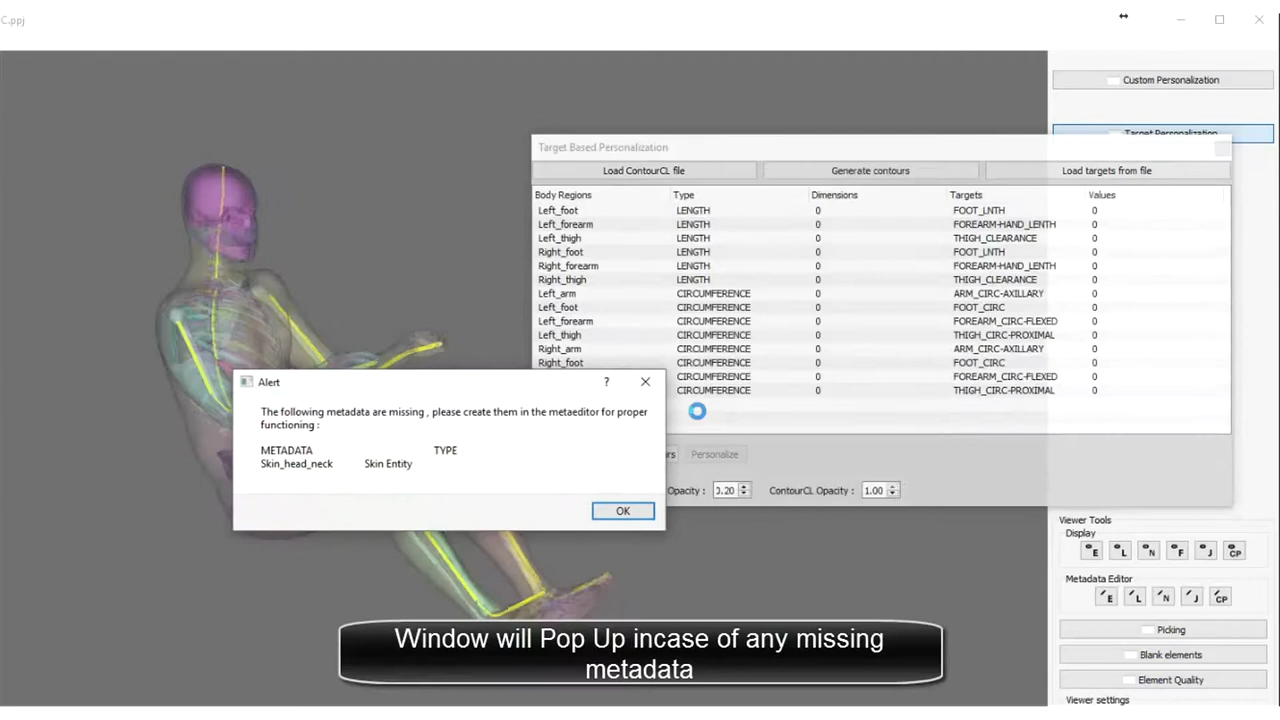 C.ppj
Custom Personalization
Target Personalization
Target Based Personalization
Load ContourCL file Generate contours Load targets from file
Body Regions Type Dimensions Targets Values
Left_foot LENGTH 0 FOOT_LNTH 0
Left_forearm LENGTH 0 FOREARM-HAND_LENTH 0
Left_thigh LENGTH 0 THIGH_CLEARANCE 0
Right_foot LENGTH 0 FOOT_LNTH 0
Right_forearm LENGTH 0 FOREARM-HAND_LENTH 0
Right_thigh LENGTH 0 THIGH_CLEARANCE 0
Left_arm CIRCUMFERENCE 0 ARM_CIRC-AXILLARY 0
Left_foot CIRCUMFERENCE 0 FOOT_CIRC 0
Left_forearm CIRCUMFERENCE 0 FOREARM_CIRC-FLEXED 0
Left_thigh CIRCUMFERENCE 0 THIGH_CIRC-PROXIMAL 0
Right_arm CIRCUMFERENCE 0 ARM_CIRC-AXILLARY 0
Right_foot CIRCUMFERENCE 0 FOOT_CIRC 0
CIRCUMFERENCE 0 FOREARM_CIRC-FLEXED 0
CIRCUMFERENCE 0 THIGH_CIRC-PROXIMAL 0
Alert ?
The following metadata are missing , please create them in the metaeditor for proper
functioning :
METADATA TYPE
Skin_head_neck Skin Entity
OK
Personalize
Opacity : 0.20 ContourCL Opacity : 1.00
Viewer Tools
Display
E L N F J CP
Metadata Editor
E L N J CP
Picking
Blank elements
Element Quality
Viewer settings
Window will Pop Up incase of any missing
metadata